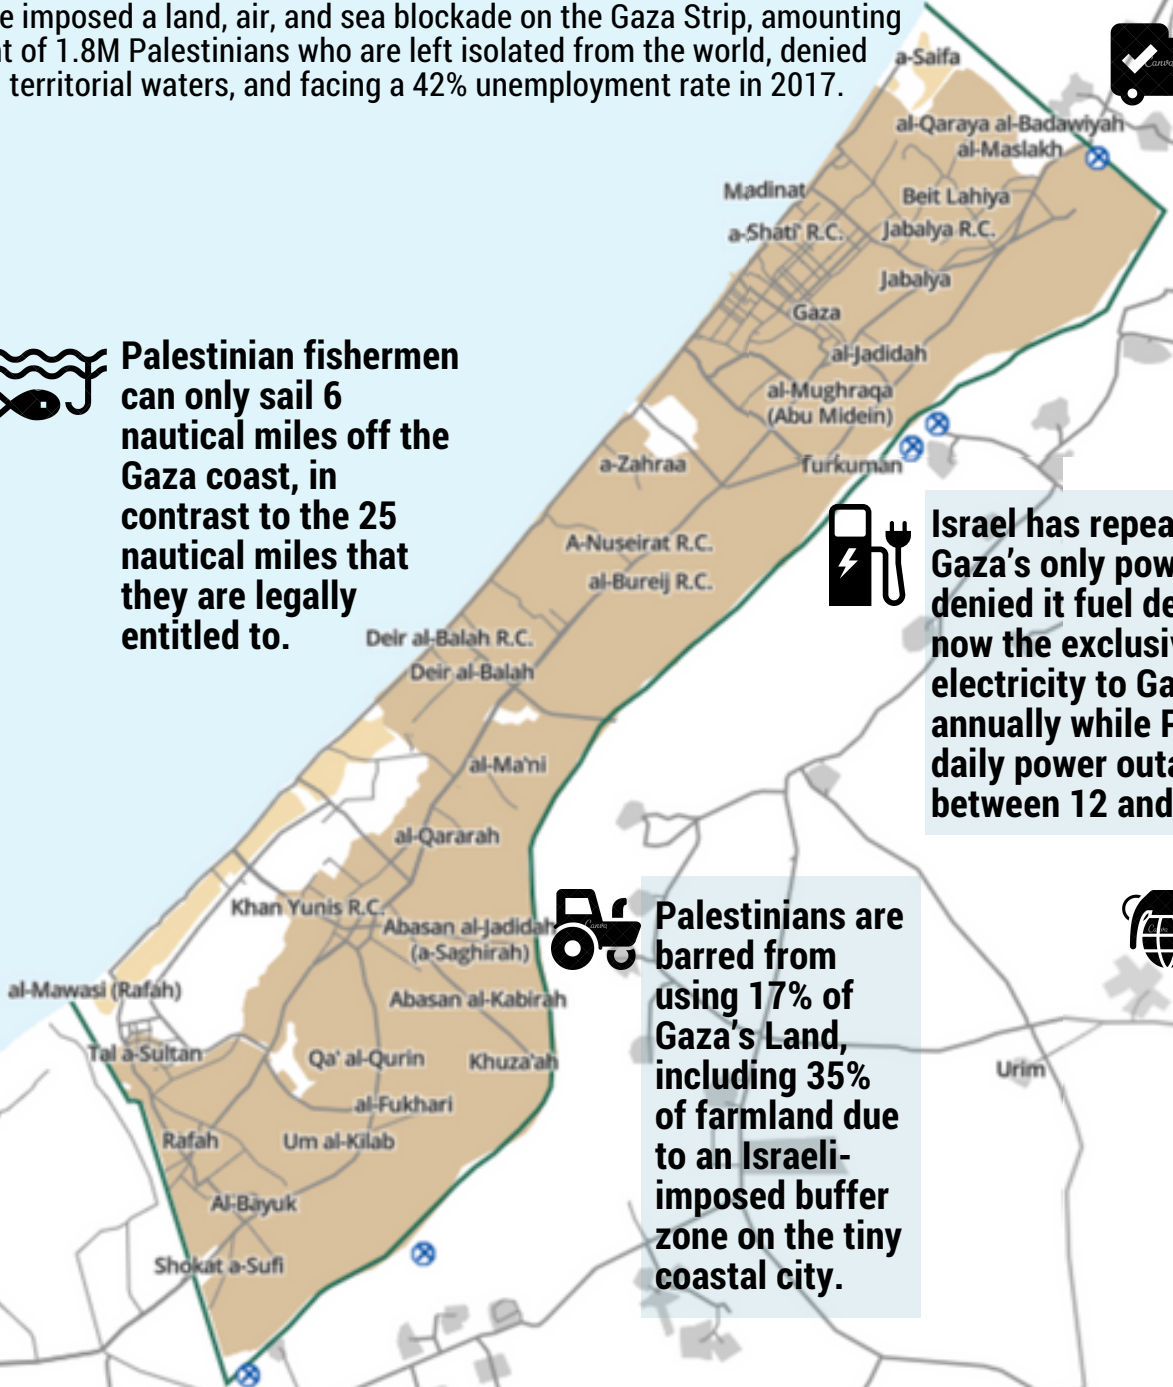 e imposed a land, air, and sea blockade on the Gaza Strip, amounting
t of 1.8M Palestinians who are left isolated from the world, denied
territorial waters, and facing a 42% unemployment rate in 2017.
a-Saifa
Canva
al-Qaraya al-Badawiyah
al-Maslakh
Madinat
Beit Lahiya
a-Shati' R.C.
Jabalya R.C.
Jabalya
Gaza
al-Jadidah
al-Mughraqa
(Abu Midein)
a-Zahraa
Turkuman
Palestinian fishermen
can only sail 6
nautical miles off the
Gaza coast, in
contrast to the 25
nautical miles that
they are legally
entitled to.
A-Nuseirat R.C.
al-Bureij R.C.
Deir al-Balah R.C.
Deir al-Balah
Israel has repea
Gaza's only pow
denied it fuel de
now the exclusiv
electricity to Ga
annually while P
daily power outa
between 12 and
al-Ma'ni
al-Qararah
Khan Yunis R.C.
Abasan al-Jadidah
(a-Saghirah)
Canva
al-Mawasi (Rafah)
Abasan al-Kabirah
Tal a-Sultan
Qa' al-Qurin
Khuza'ah
al-Fukhari
Rafah
Um al-Kilab
Al-Bayuk
Shokat a-Sufi
Palestinians are
barred from
using 17% of
Gaza's Land,
including 35%
of farmland due
to an Israeli-
imposed buffer
zone on the tiny
coastal city.
Urim